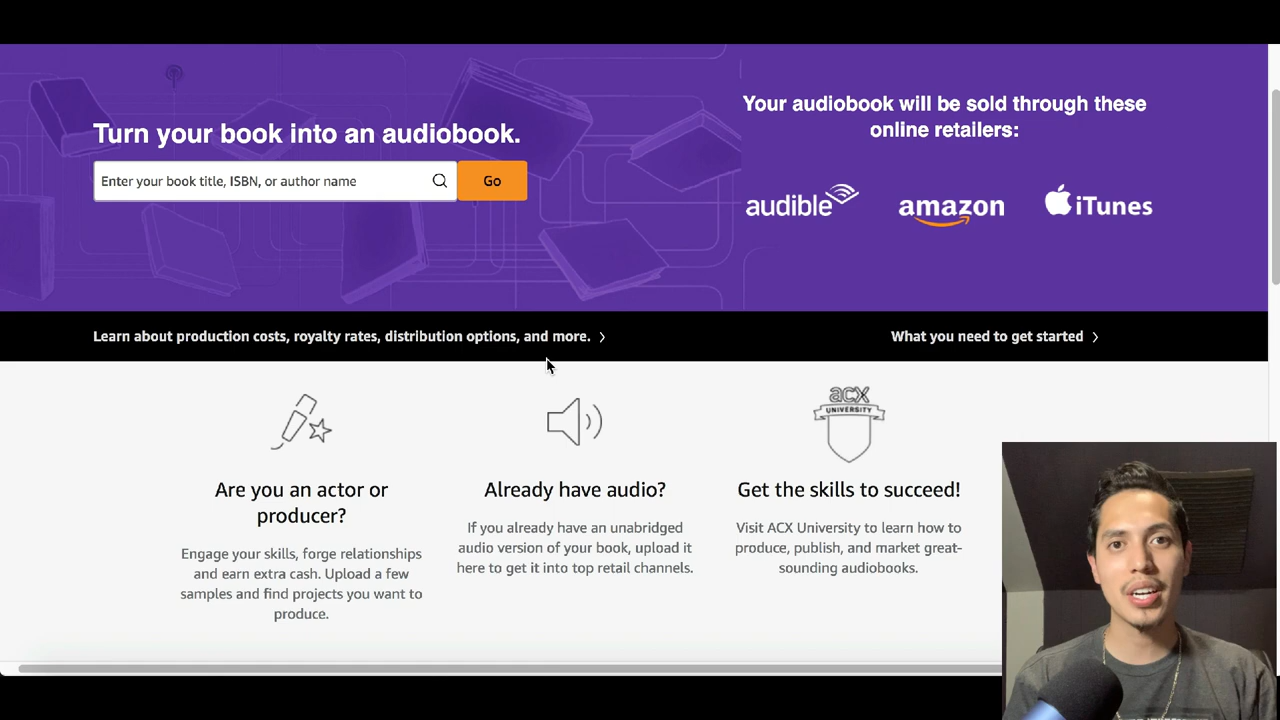 Turn your book into an audiobook.
Enter your book title, ISBN, or author name
Go
Your audiobook will be sold through these
online retailers:
audible
amazon
iTunes
Learn about production costs, royalty rates, distribution options, and more.
What you need to get started
Are you an actor or
producer?
Engage your skills, forge relationships
and earn extra cash. Upload a few
samples and find projects you want to
produce.
Already have audio?
If you already have an unabridged
audio version of your book, upload it
here to get it into top retail channels.
acx
UNIVERSITY
Get the skills to succeed!
Visit ACX University to learn how to
produce, publish, and market great-
sounding audiobooks.